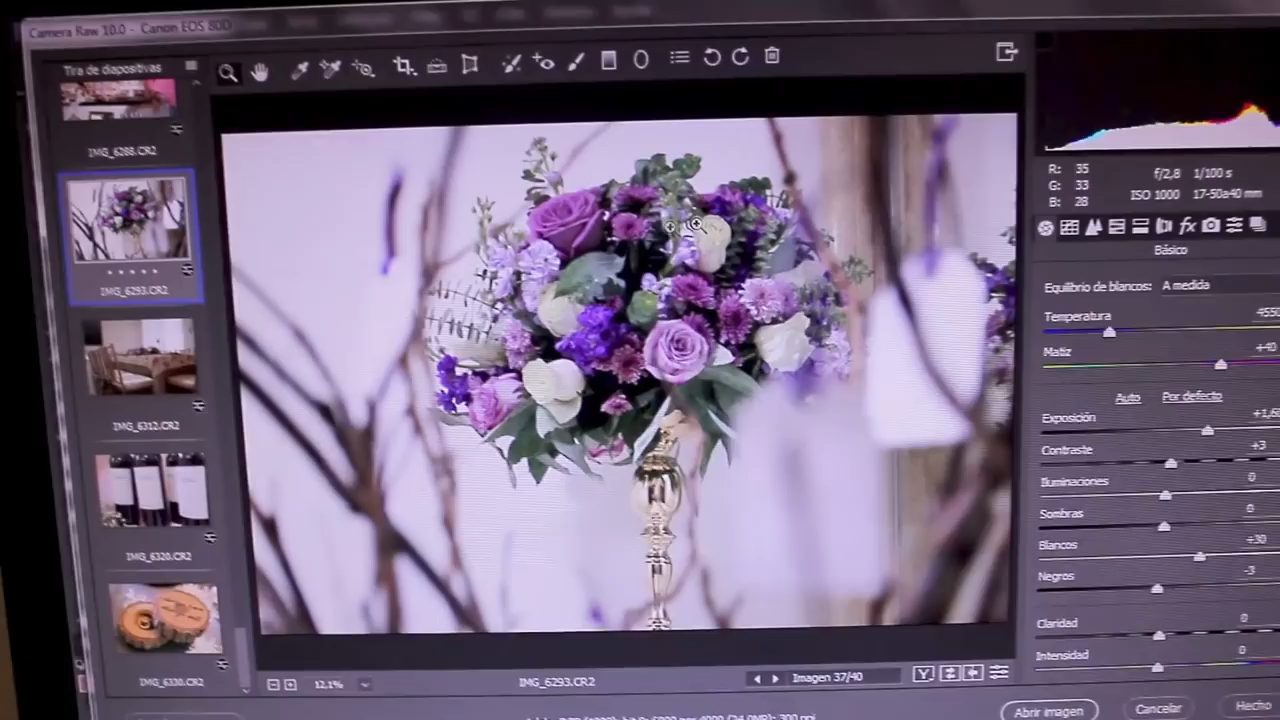 Camera Raw 10.0 - Canon EOS 80D
Tira de diapositivas
IMG_6288.CR2
IMG_6293.CR2
IMG_6312.CR2
IMG_6320.CR2
IMG_6330.CR2
12,1%
IMG_6293.CR2
Imagen 37/40
R: 35
G: 33
B: 28
f/2,8 1/100 s
ISO 1000 17-50a40 mm
Básico
Equilibrio de blancos: A medida
Temperatura 4550
Matiz +40
Auto Por defecto
Exposición +1,6
Contraste +3
Iluminaciones 0
Sombras 0
Blancos +30
Negros -3
Claridad 0
Intensidad 0
Abrir imagen Cancelar Hecho